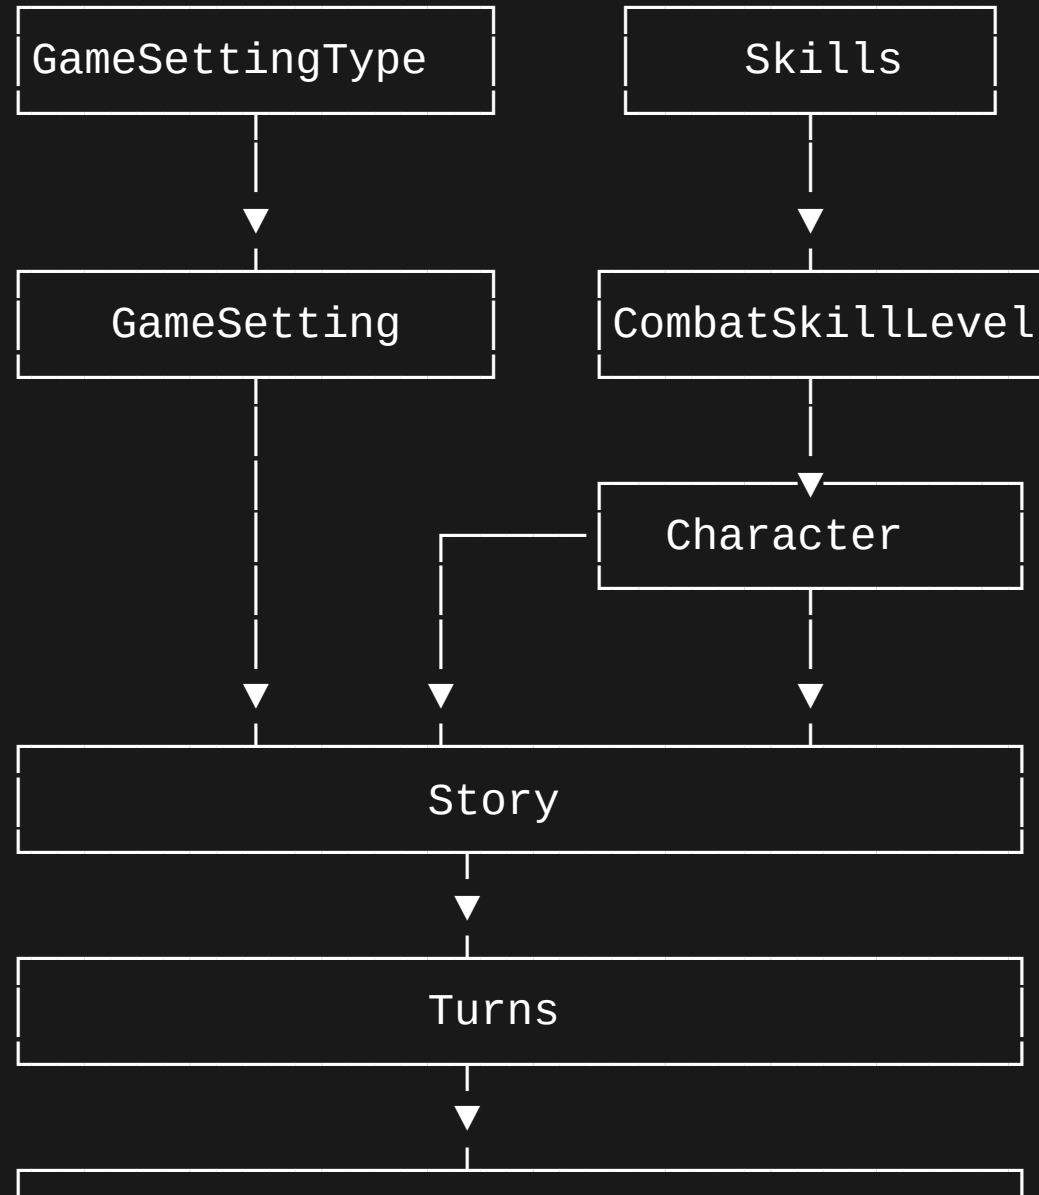 GameSettingType
Skills
GameSetting
CombatSkillLevel
Character
Story
Turns